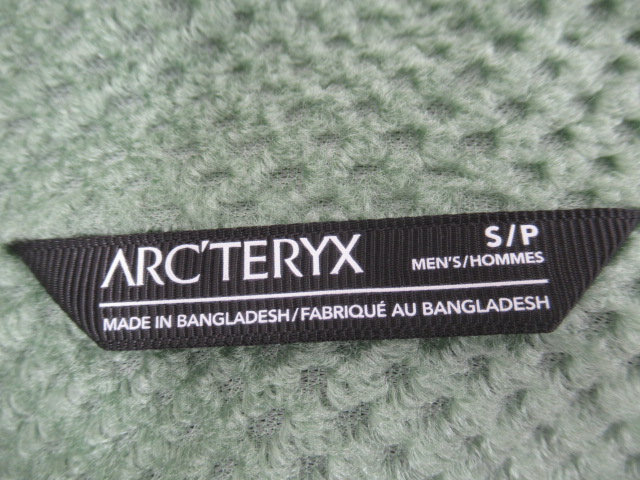 ARC'TERYX
S/P
MEN'S/HOMMES
MADE IN BANGLADESH/FABRIQUÉ AU BANGLADESH